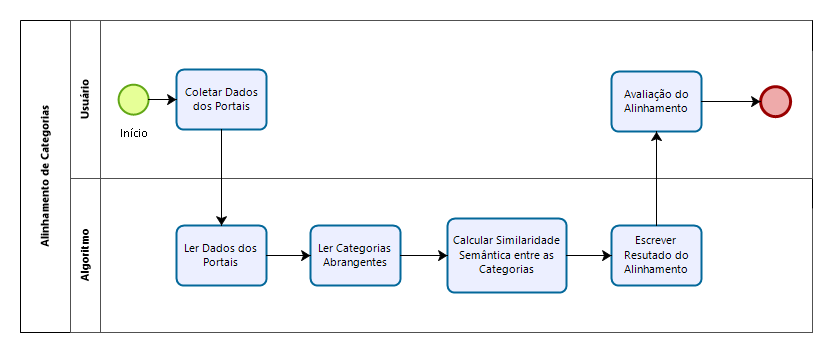 Alinhamento de Categorias
Usuário
Início
Coletar Dados
dos Portais
Avaliação do
Alinhamento
Algoritmo
Ler Dados dos
Portais
Ler Categorias
Abrangentes
Calcular Similaridade
Semântica entre as
Categorias
Escrever
Resutado do
Alinhamento